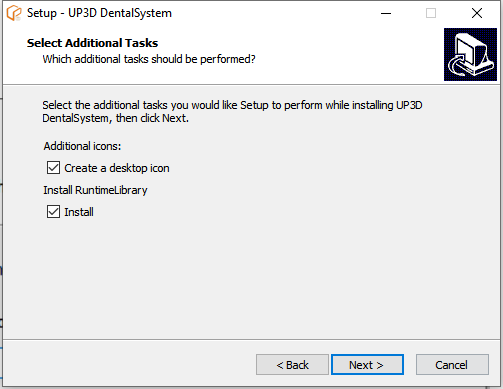 Setup - UP3D DentalSystem
Select Additional Tasks
Which additional tasks should be performed?
Select the additional tasks you would like Setup to perform while installing UP3D
DentalSystem, then click Next.
Additional icons:
Create a desktop icon
Install RuntimeLibrary
Install
< Back
Next >
Cancel